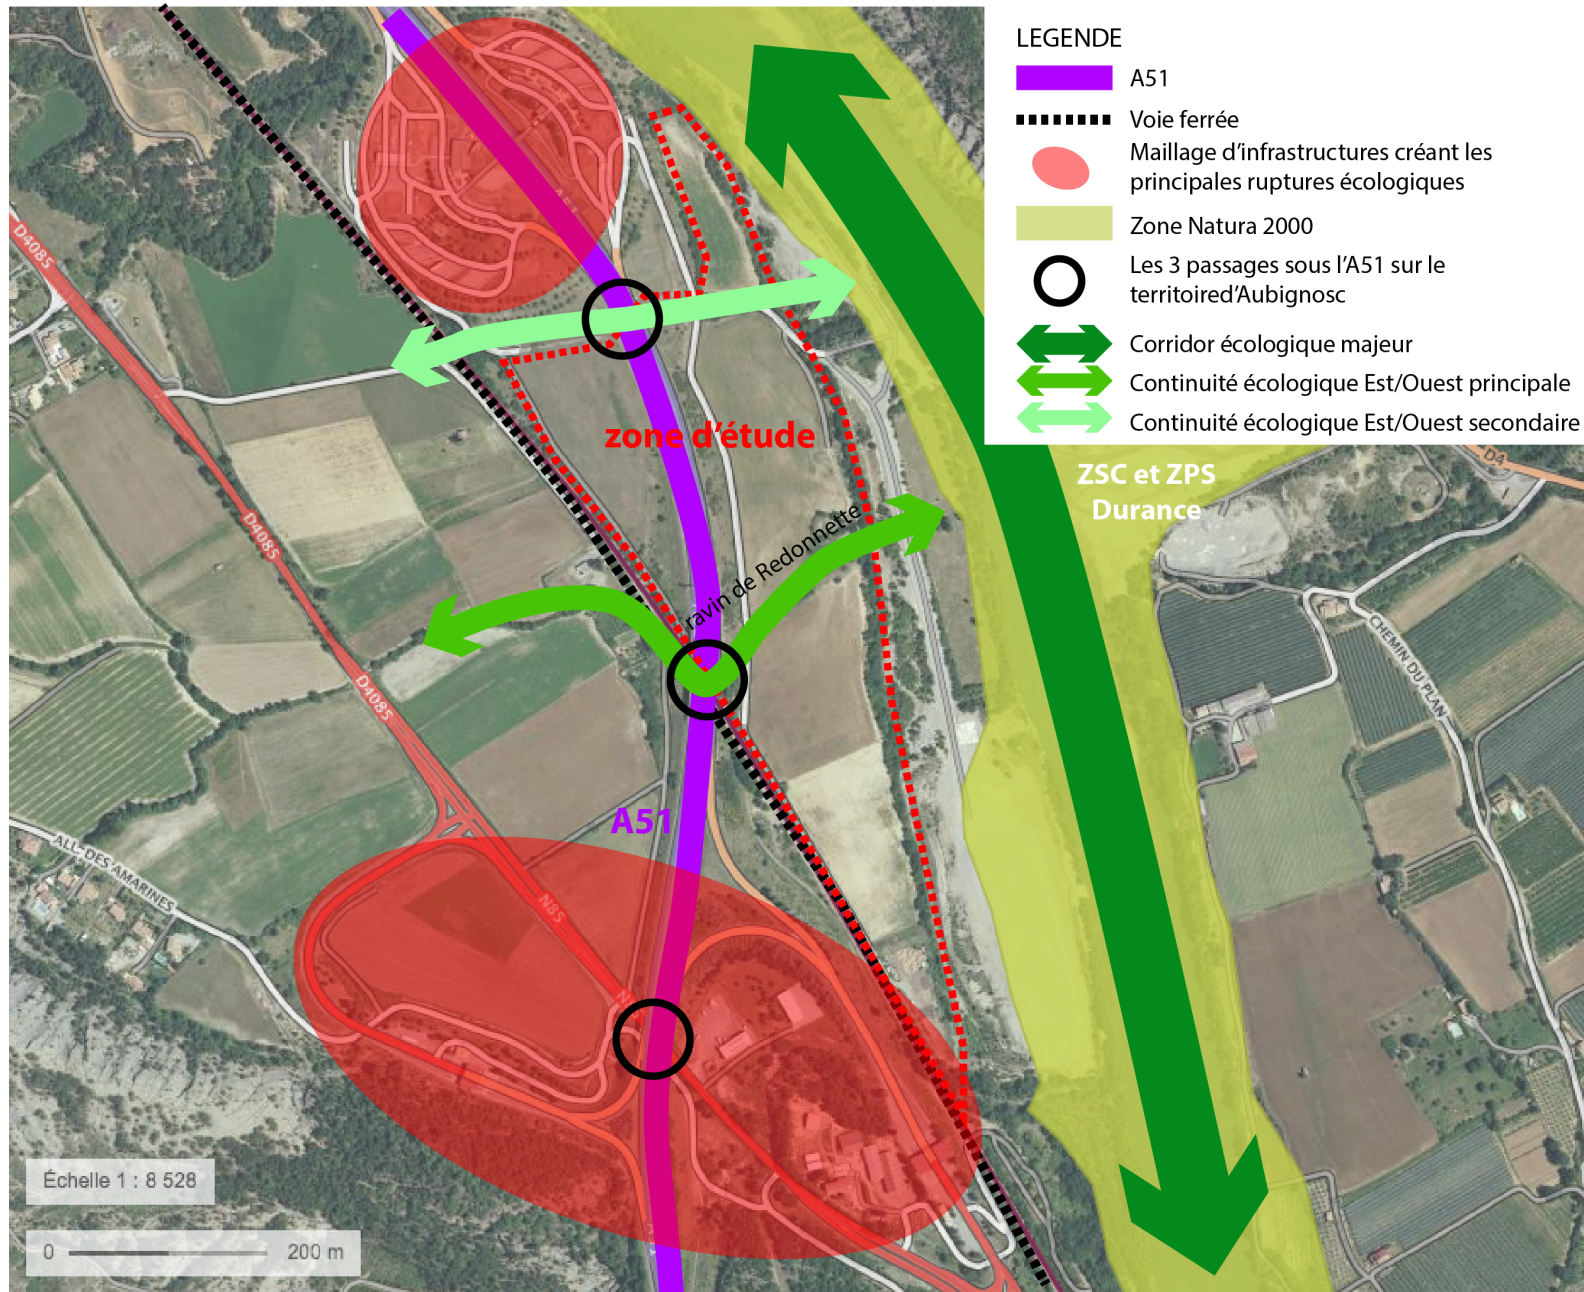 LEGENDE
A51
Voie ferrée
Maillage d'infrastructures créant les
principales ruptures écologiques
Zone Natura 2000
Les 3 passages sous l'A51 sur le
territoired'Aubignosc
Corridor écologique majeur
Continuité écologique Est/Ouest principale
Continuité écologique Est/Ouest secondaire
D4085
A51
zone d'étude
D4
ZSC et ZPS
Durance
D4085
ravin de Redonnette
D4085
CHEMIN DU PLAN
A51
ALL. DES AMARINES
N85
Échelle 1 : 8 528
0 200 m